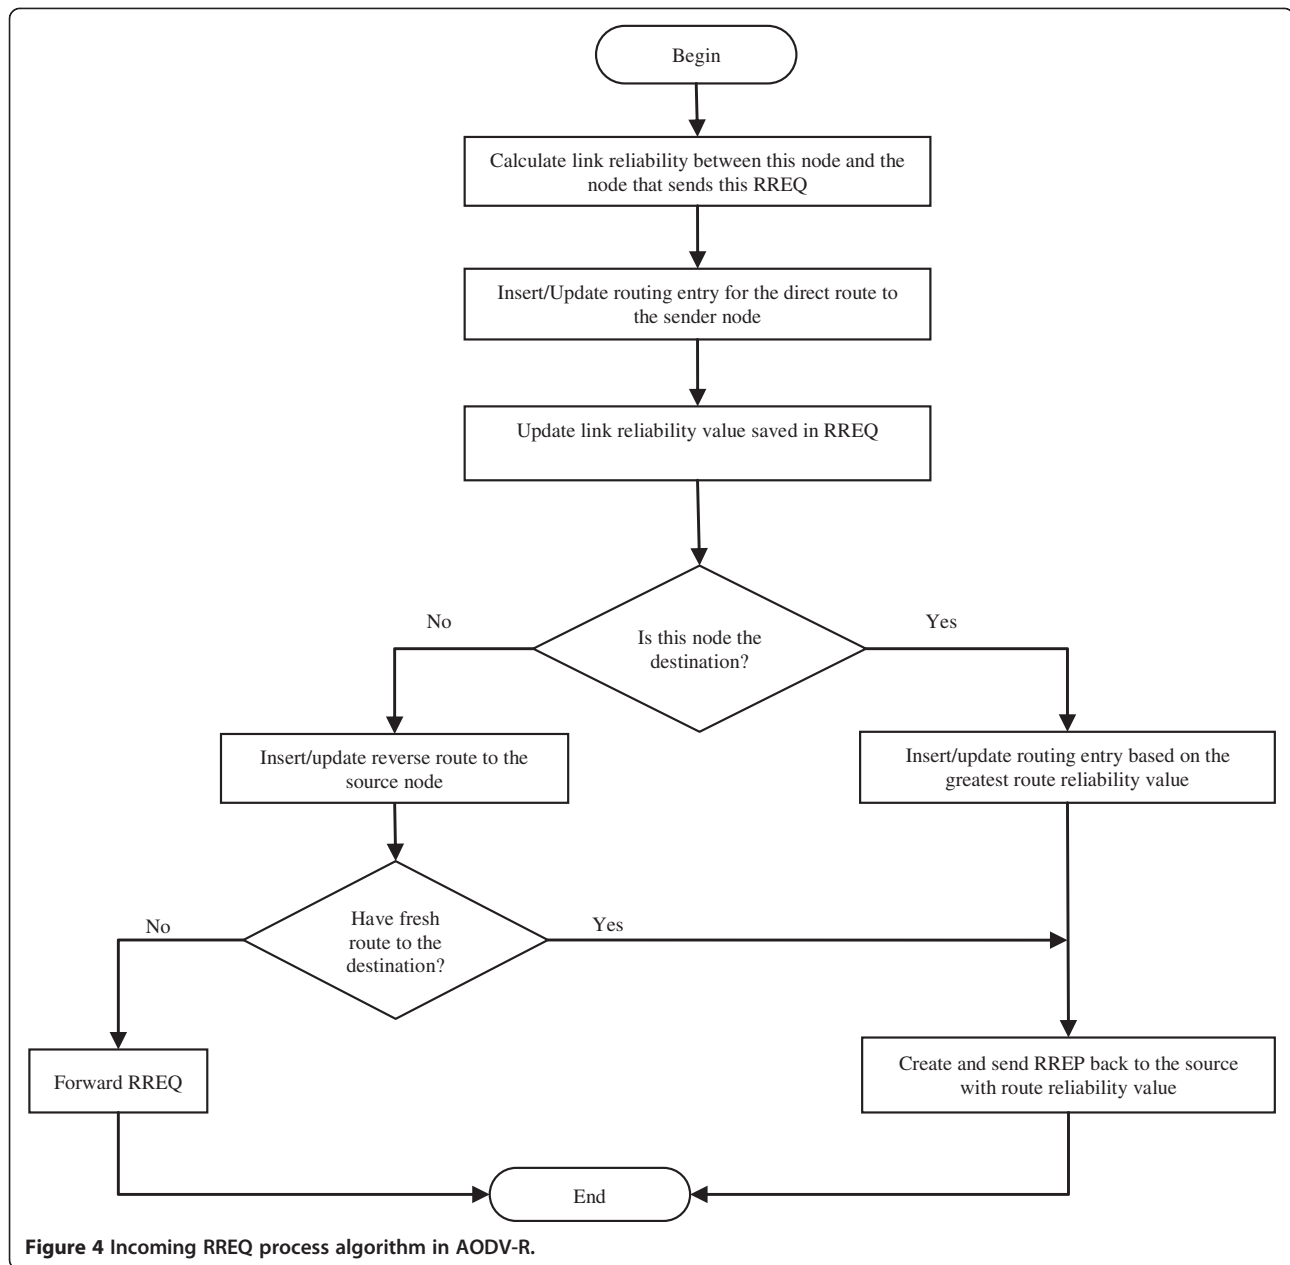 Begin
Calculate link reliability between this node and the
node that sends this RREQ
Insert/Update routing entry for the direct route to
the sender node
Update link reliability value saved in RREQ
No
Yes
Is this node the
destination?
Insert/update reverse route to the
source node
Insert/update routing entry based on the
greatest route reliability value
No
Have fresh
route to the
destination?
Yes
Forward RREQ
Create and send RREP back to the source
with route reliability value
End
Figure 4 Incoming RREQ process algorithm in AODV-R.